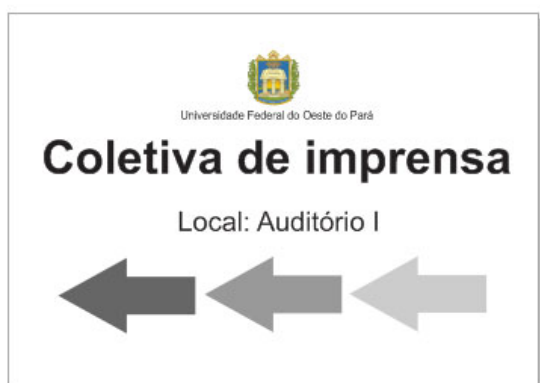 Universidade Federal do Oeste do Pará
Coletiva de imprensa
Local: Auditório I